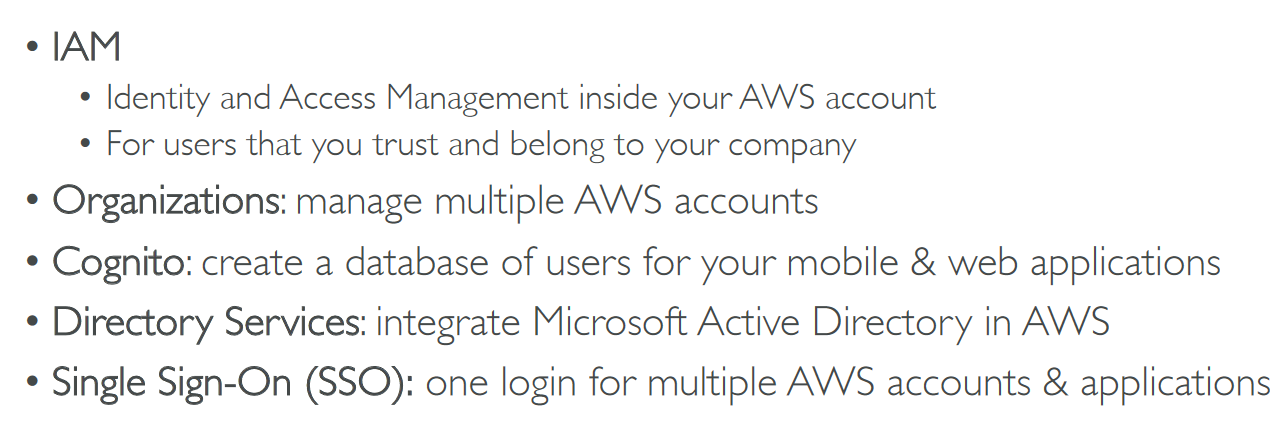 • IAM
• Identity and Access Management inside your AWS account
• For users that you trust and belong to your company
• Organizations: manage multiple AWS accounts
• Cognito: create a database of users for your mobile & web applications
• Directory Services: integrate Microsoft Active Directory in AWS
• Single Sign-On (SSO): one login for multiple AWS accounts & applications